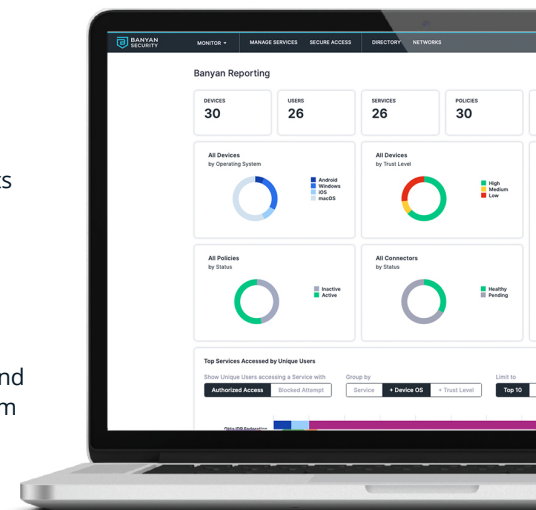 BANYAN
SECURITY
MONITOR
MANAGE SERVICES
SECURE ACCESS
DIRECTORY
NETWORKS
Banyan Reporting
DEVICES
30
USERS
26
SERVICES
26
POLICIES
30
All Devices
by Operating System
Android
Windows
iOS
macOS
All Devices
by Trust Level
High
Medium
Low
All Policies
by Status
Inactive
Active
All Connectors
by Status
Healthy
Pending
ts
nd
m
Top Services Accessed by Unique Users
Show Unique Users accessing a Service with
Authorized Access
Blocked Attempt
Group by
Service
+ Device OS
+ Trust Level
Limit to
Top 10